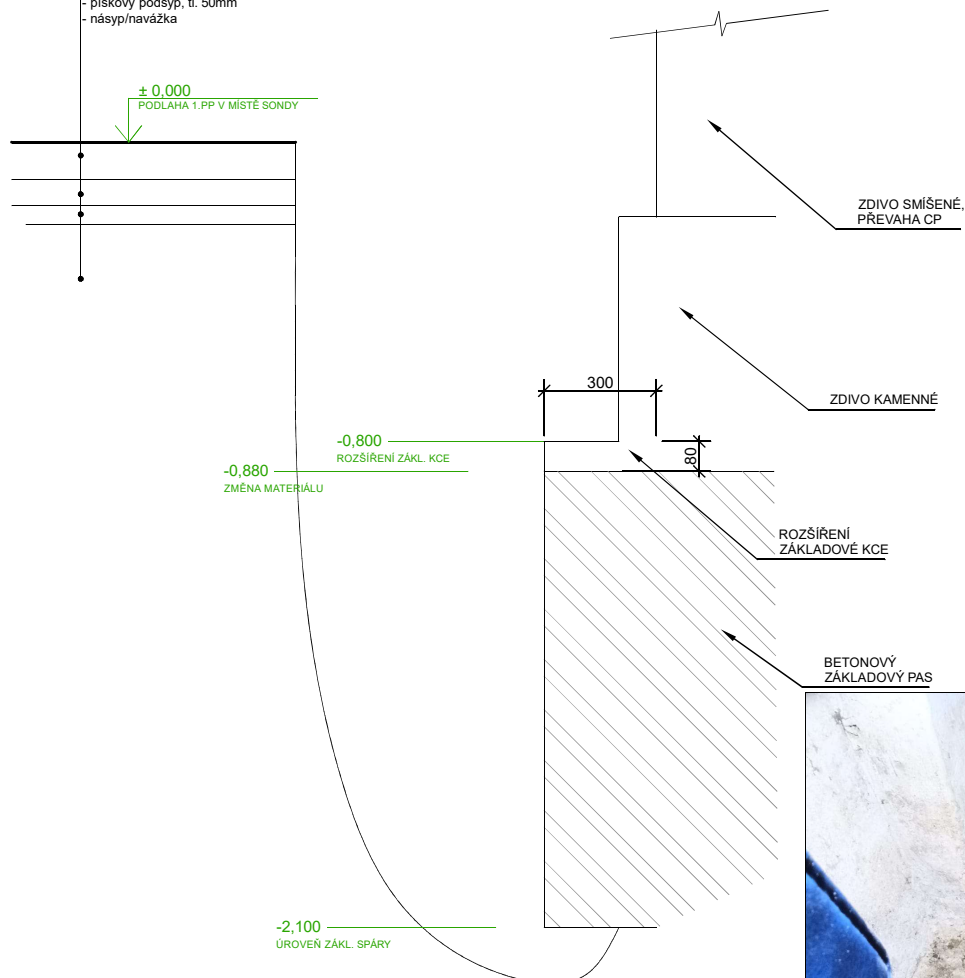 - pískový podsyp, tl. 50mm
- násyp/navážka
± 0,000
PODLAHA 1.PP V MÍSTĚ SONDY
ZDIVO SMÍŠENÉ,
PŘEVAHA CP
300
ZDIVO KAMENNÉ
-0,800
ROZŠÍŘENÍ ZÁKL. KCE
80
-0,880
ZMĚNA MATERIÁLU
ROZŠÍŘENÍ
ZÁKLADOVÉ KCE
BETONOVÝ
ZÁKLADOVÝ PAS
-2,100
ÚROVEŇ ZÁKL. SPÁRY